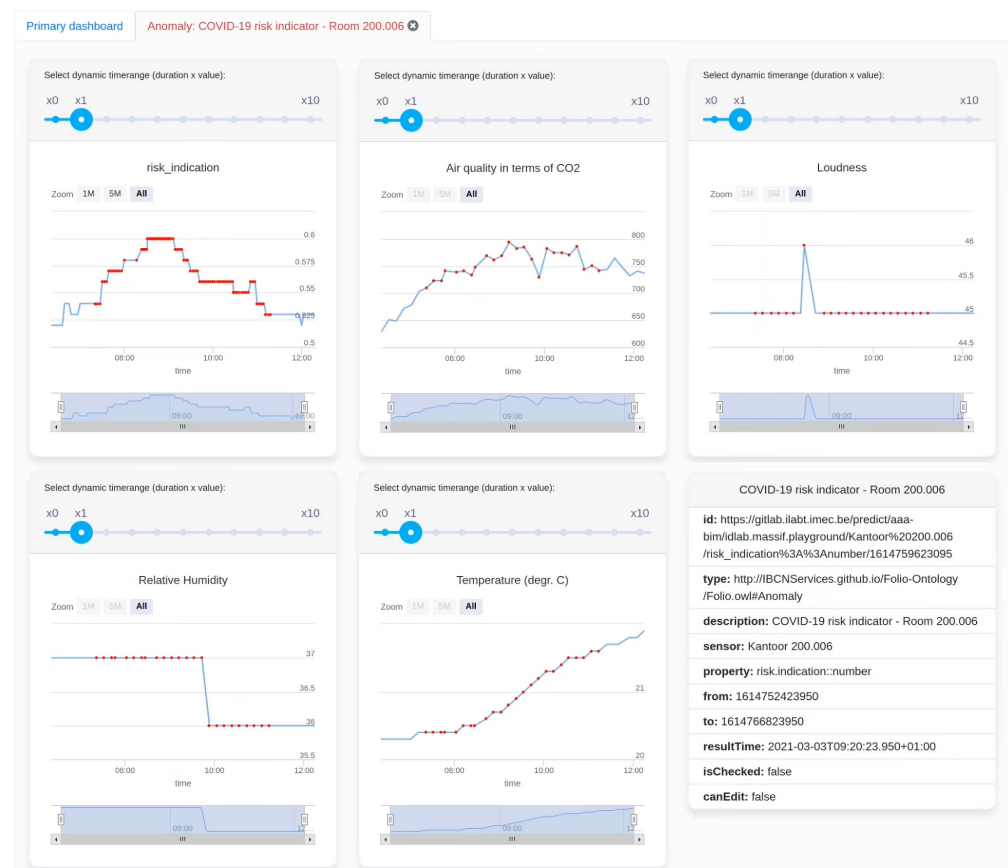 Primary dashboard
Anomaly: COVID-19 risk indicator - Room 200.006
Select dynamic timerange (duration x value):
x0 x1 x10
risk_indication
Zoom 1M 5M All
0.6
0.575
0.55
0.525
0.5
08:00 10:00 12:00
time
09:00 12:00
Select dynamic timerange (duration x value):
x0 x1 x10
Air quality in terms of CO2
Zoom 1M 5M All
800
750
700
650
600
08:00 10:00 12:00
time
09:00 12...
Select dynamic timerange (duration x value):
x0 x1 x10
Loudness
Zoom 1M 5M All
46
45.5
45
44.5
08:00 10:00 12:00
time
09:00 12...
Select dynamic timerange (duration x value):
x0 x1 x10
Relative Humidity
Zoom 1M 5M All
37
36.5
36
35.5
08:00 10:00 12:00
time
09:00 12...
Select dynamic timerange (duration x value):
x0 x1 x10
Temperature (degr. C)
Zoom 1M 5M All
21
20
08:00 10:00 12:00
time
09:00 12...
COVID-19 risk indicator - Room 200.006
id: https://gitlab.ilabt.imec.be/predict/aaa-
bim/idlab.massif.playground/Kantoor%20200.006
/risk_indication%3A%3Anumber/1614759623095
type: http://IBCNServices.github.io/Folio-Ontology
/Folio.owl#Anomaly
description: COVID-19 risk indicator - Room 200.006
sensor: Kantoor 200.006
property: risk.indication::number
from: 1614752423950
to: 1614766823950
resultTime: 2021-03-03T09:20:23.950+01:00
isChecked: false
canEdit: false